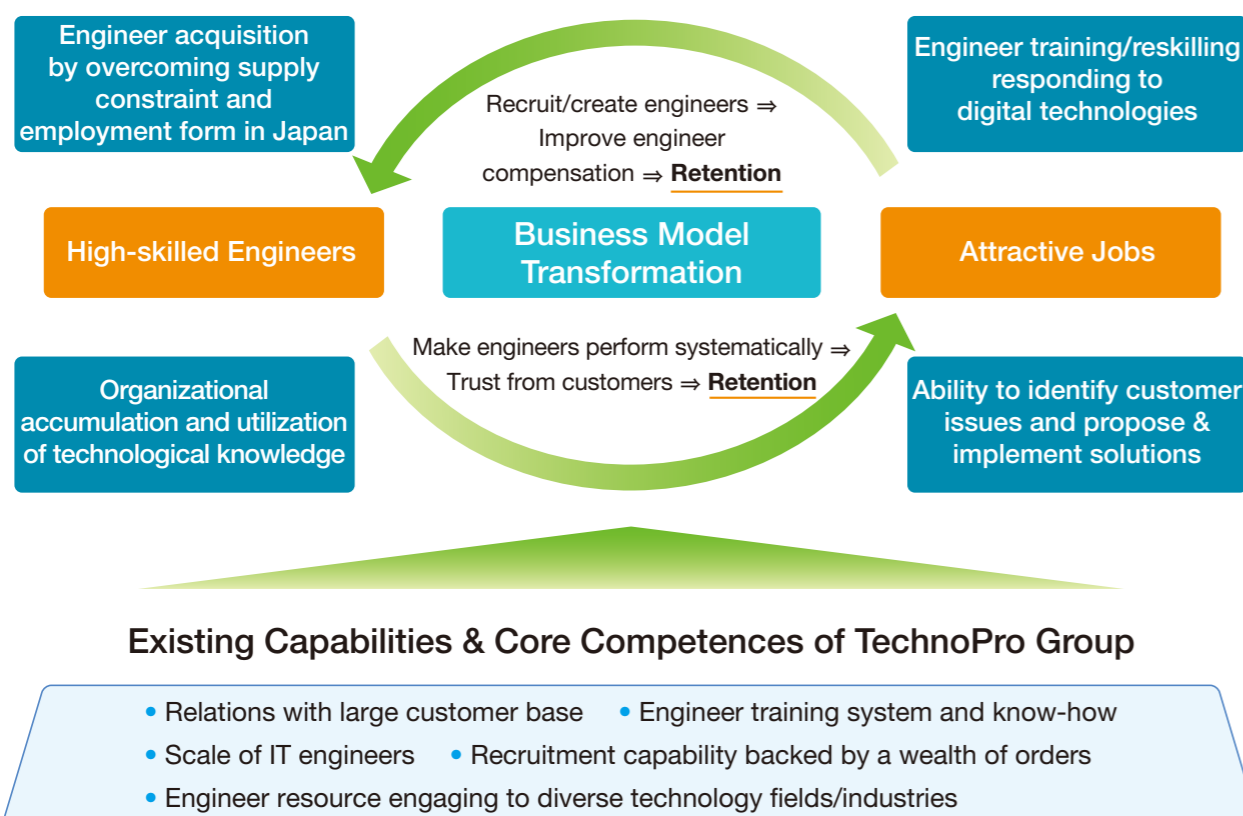 Engineer acquisition
by overcoming supply
constraint and
employment form in Japan
Engineer training/reskilling
responding to
digital technologies
Recruit/create engineers ⇒
Improve engineer
compensation ⇒ Retention
High-skilled Engineers
Business Model
Transformation
Attractive Jobs
Make engineers perform systematically ⇒
Trust from customers ⇒ Retention
Organizational
accumulation and utilization
of technological knowledge
Ability to identify customer
issues and propose &
implement solutions
Existing Capabilities & Core Competences of TechnoPro Group
• Relations with large customer base • Engineer training system and know-how
• Scale of IT engineers • Recruitment capability backed by a wealth of orders
• Engineer resource engaging to diverse technology fields/industries